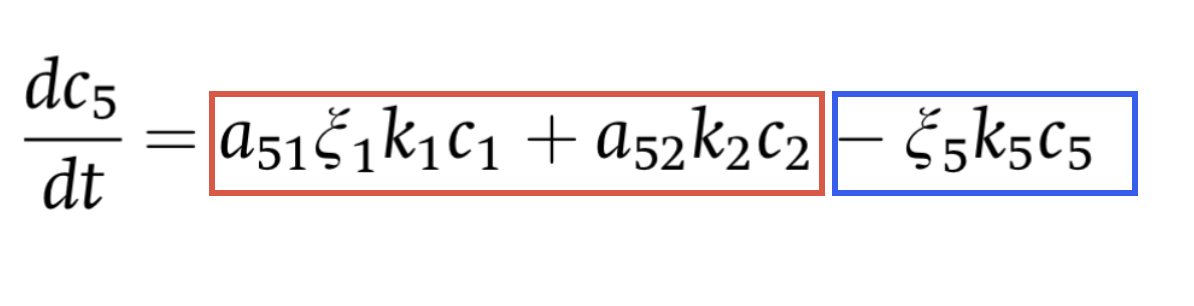 dc₅/dt = a₅₁ξ₁k₁c₁ + a₅₂k₂c₂ − ξ₅k₅c₅